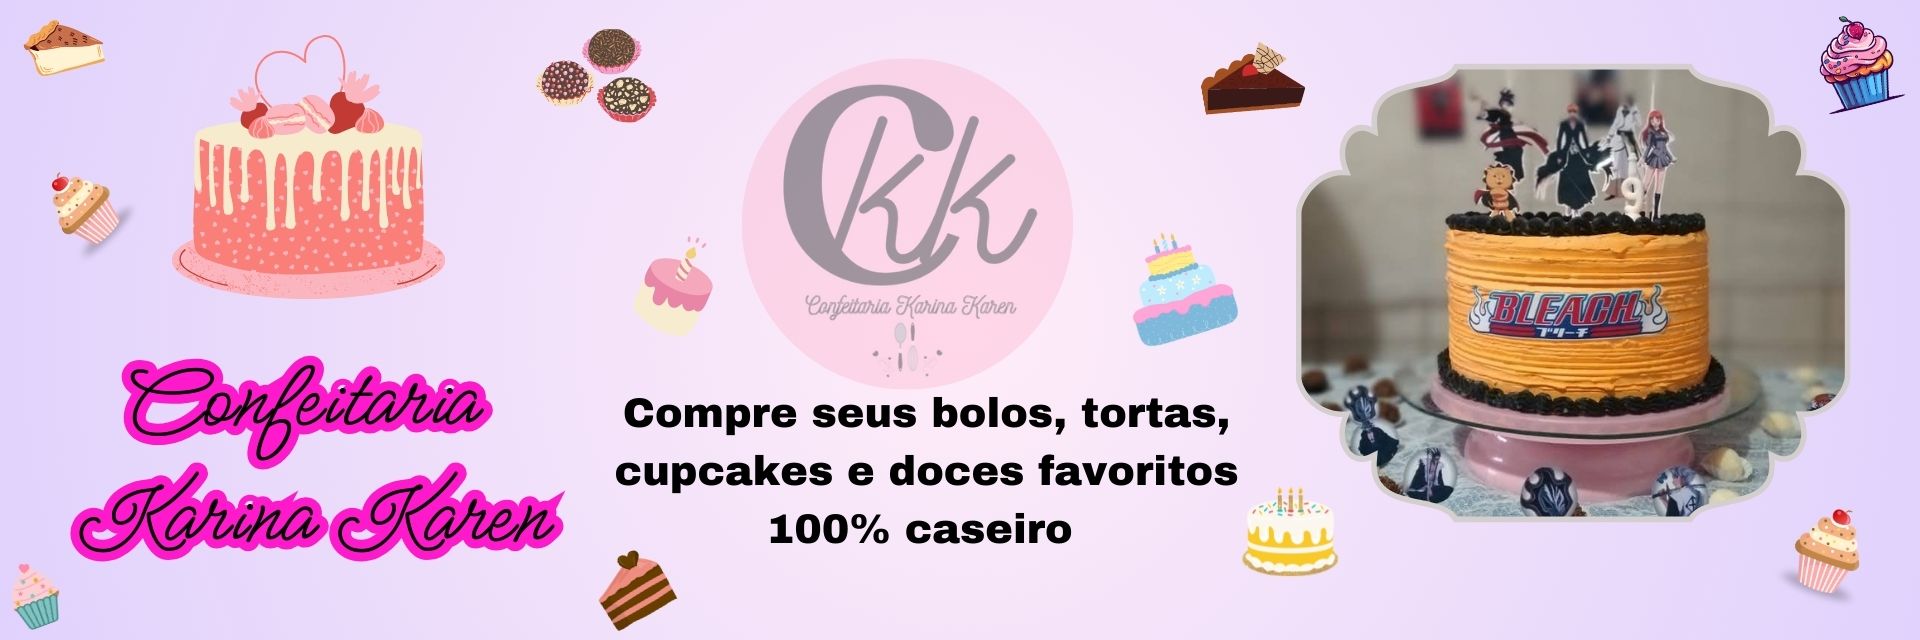 Confeitaria
Karina Karen
Ckk
Confeitaria Karina Karen
Compre seus bolos, tortas,
cupcakes e doces favoritos
100% caseiro
9
BLEACH
ブリーチ